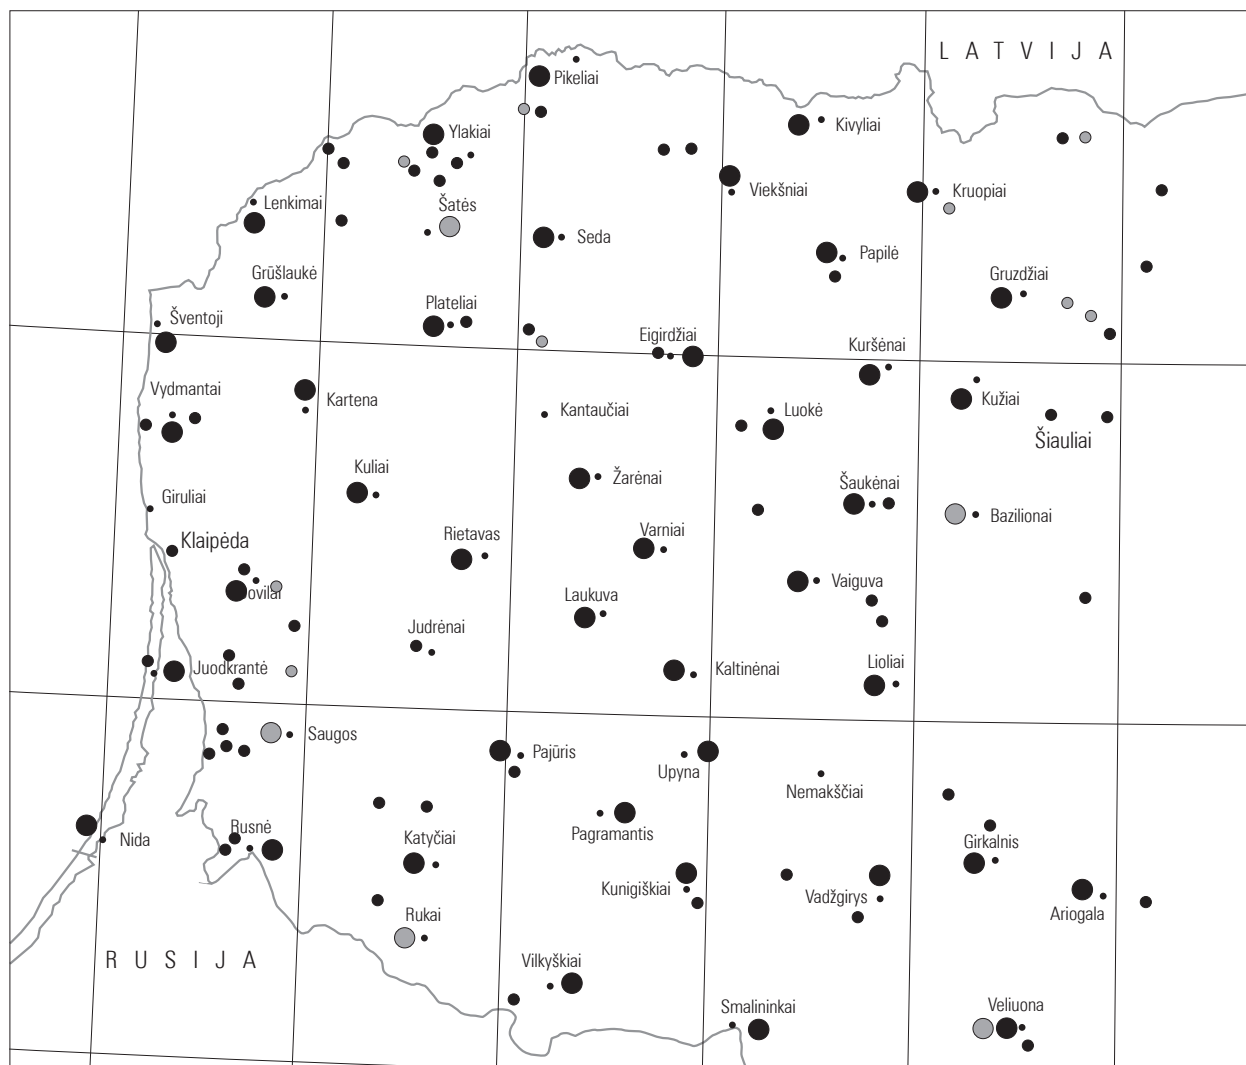 LATVIJA
Pikeliai
Kivyliai
Ylakiai
Viekšniai
Kruopiai
Lenkimai
Šatės
Seda
Papilė
Grūšlaukė
Gruzdžiai
Plateliai
Šventoji
Eigirdžiai
Kuršėnai
Vydmantai
Kartena
Kantaučiai
Luokė
Kužiai
Šiauliai
Kuliai
Žarėnai
Šaukėnai
Giruliai
Bazilionai
Rietavas
Varniai
Klaipėda
Vaiguva
Dovilai
Laukuva
Judrėnai
Juodkrantė
Kaltinėnai
Lioliai
Saugos
Pajūris
Upyna
Nemakščiai
Nida
Rusnė
Katyčiai
Pagramantis
Girkalnis
Kunigiškiai
Vadžgirys
Ariogala
Rukai
RUSIJA
Vilkyškiai
Smalininkai
Veliuona